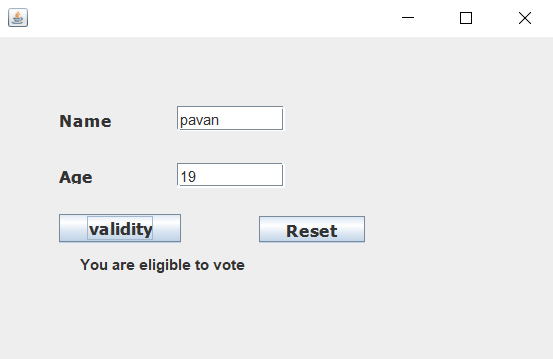 Name pavan
Age 19
validity Reset
You are eligible to vote